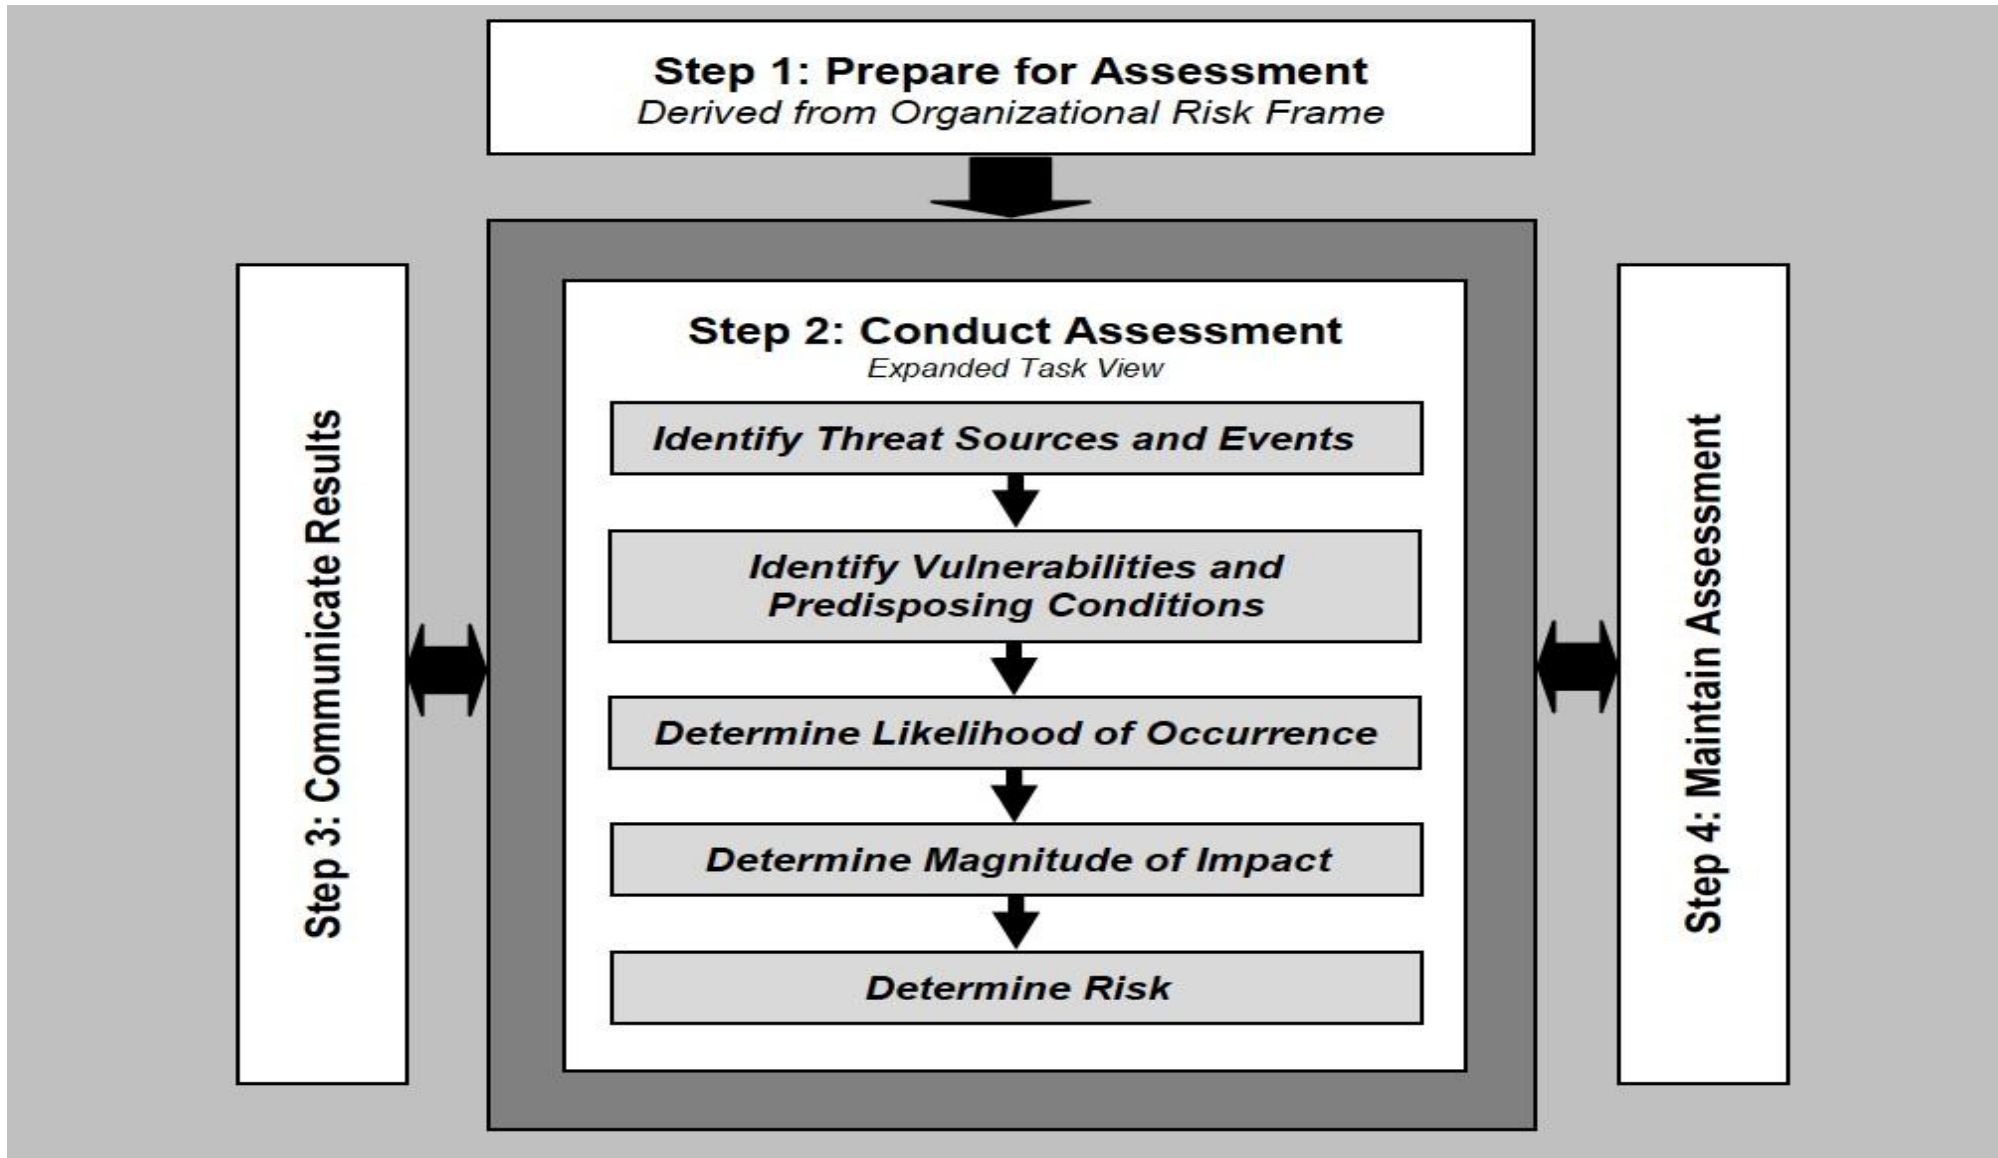 Step 1: Prepare for Assessment
Derived from Organizational Risk Frame
Step 3: Communicate Results
Step 2: Conduct Assessment
Expanded Task View
Identify Threat Sources and Events
Identify Vulnerabilities and
Predisposing Conditions
Determine Likelihood of Occurrence
Determine Magnitude of Impact
Determine Risk
Step 4: Maintain Assessment